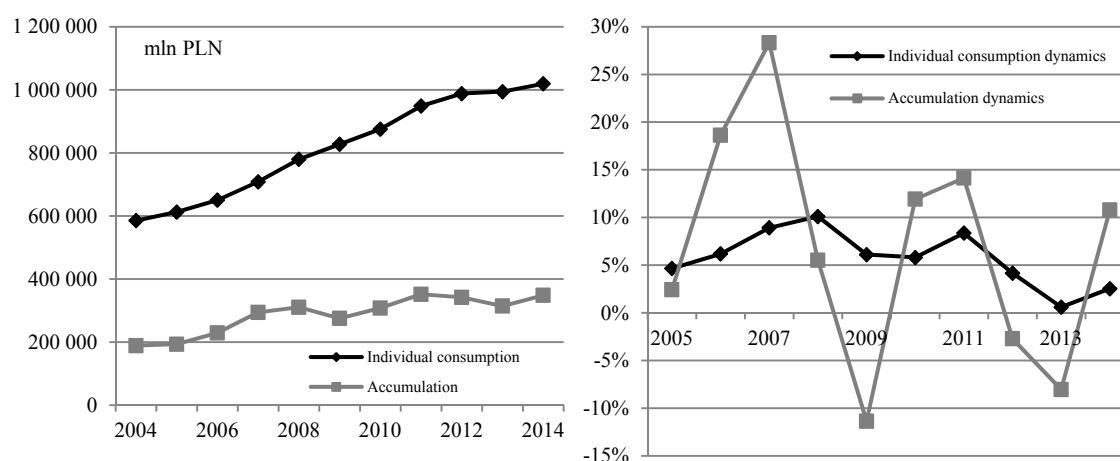 1 200 000
mln PLN
1 000 000
800 000
600 000
400 000
200 000
0
Individual consumption
Accumulation
2004 2006 2008 2010 2012 2014
30%
25%
20%
15%
10%
5%
0%
-5%
-10%
-15%
Individual consumption dynamics
Accumulation dynamics
2005 2007 2009 2011 2013